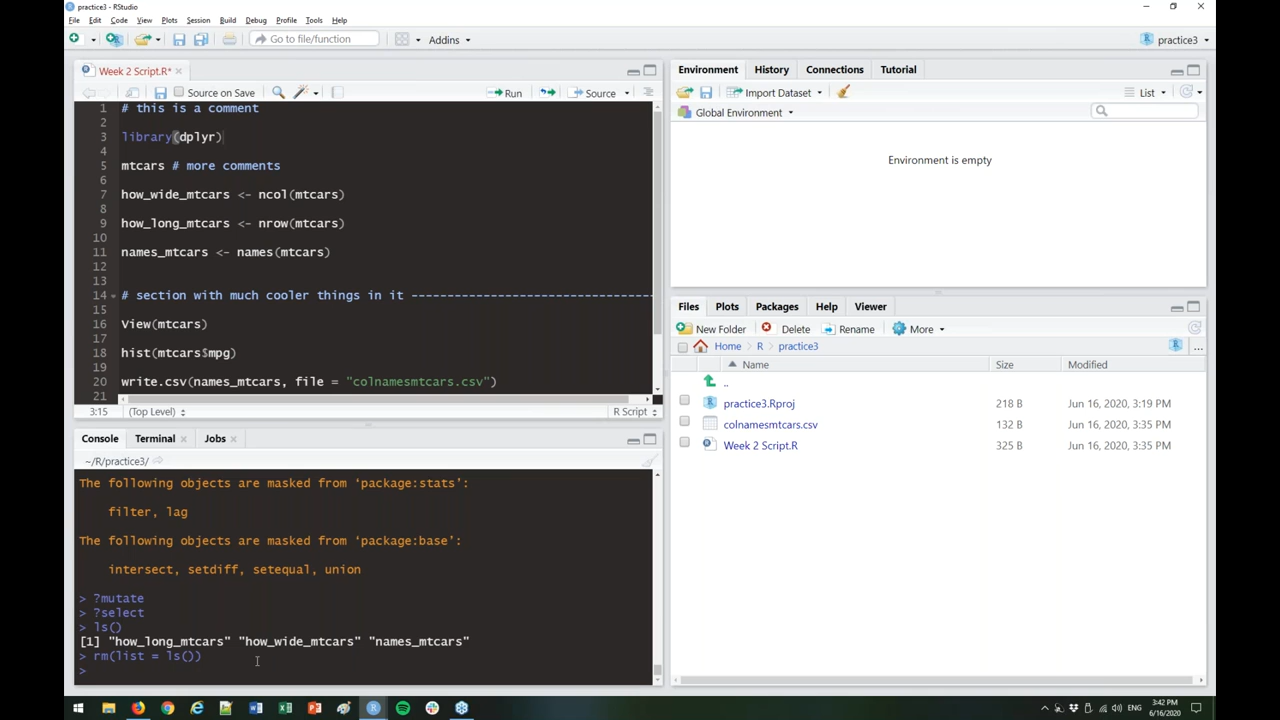 practice3 - RStudio
File Edit Code View Plots Session Build Debug Profile Tools Help
Go to file/function
Addins
practice3
Week 2 Script.R*
Source on Save
Run
Source
1 # this is a comment
2
3 library(dplyr)
4
5 mtcars # more comments
6
7 how_wide_mtcars <- ncol(mtcars)
8
9 how_long_mtcars <- nrow(mtcars)
10
11 names_mtcars <- names(mtcars)
12
13
14 # section with much cooler things in it ---------------------------------
15
16 View(mtcars)
17
18 hist(mtcars$mpg)
19
20 write.csv(names_mtcars, file = "colnamesmtcars.csv")
21
3:15 (Top Level) R Script
Console Terminal Jobs
~/R/practice3/
The following objects are masked from ‘package:stats’:
filter, lag
The following objects are masked from ‘package:base’:
intersect, setdiff, setequal, union
> ?mutate
> ?select
> ls()
[1] "how_long_mtcars" "how_wide_mtcars" "names_mtcars"
> rm(list = ls())
>
Environment History Connections Tutorial
Import Dataset
List
Global Environment
Environment is empty
Files Plots Packages Help Viewer
New Folder Delete Rename More
Home R practice3
...
Name Size Modified
..
practice3.Rproj 218 B Jun 16, 2020, 3:19 PM
colnamesmtcars.csv 132 B Jun 16, 2020, 3:35 PM
Week 2 Script.R 325 B Jun 16, 2020, 3:35 PM
ENG
3:42 PM
6/16/2020